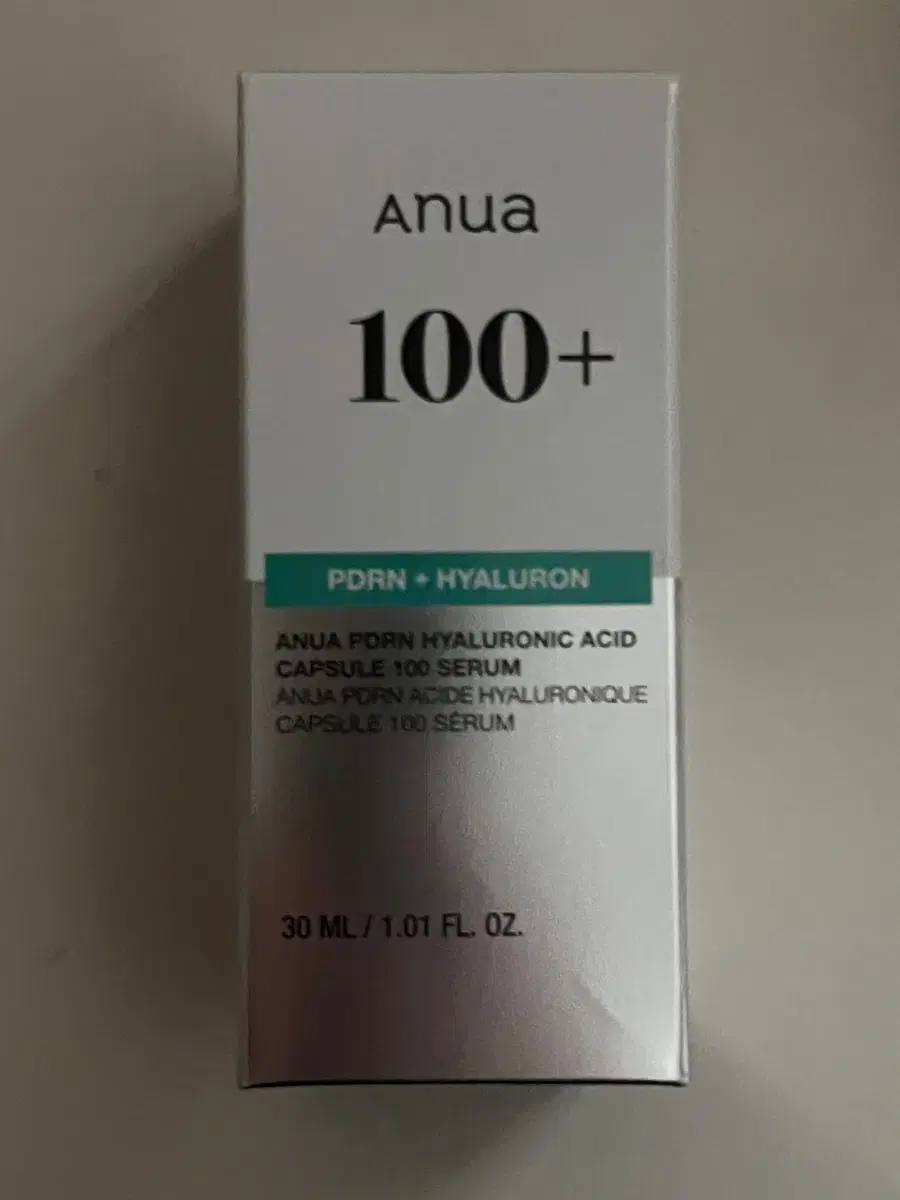 Anua
100+
PDRN + HYALURON
ANUA PDRN HYALURONIC ACID
CAPSULE 100 SERUM
ANUA PDRN ACIDE HYALURONIQUE
CAPSULE 100 SÉRUM
30 ML / 1.01 FL. OZ.